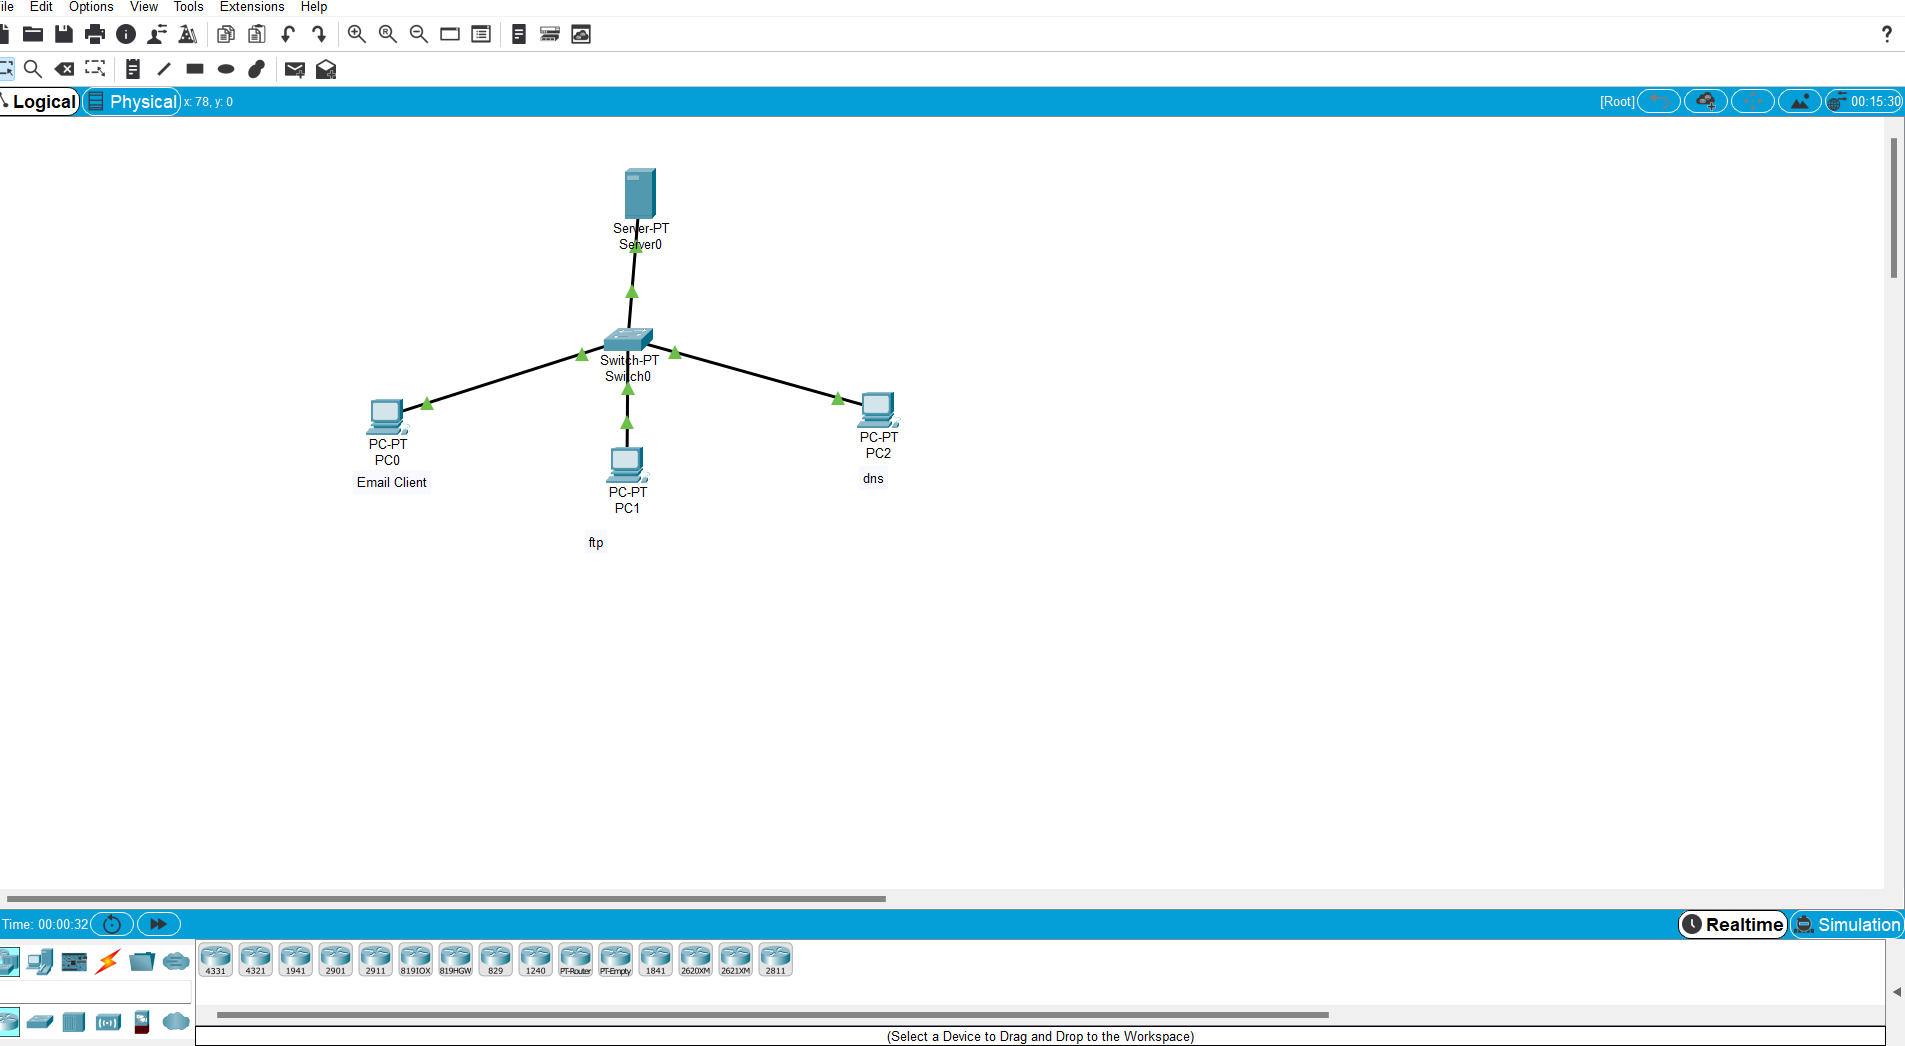 ile Edit Options View Tools Extensions Help
?
Logical Physical x: 78, y: 0 [Root] 00:15:30
Server-PT
Server0
Switch-PT
Switch0
PC-PT
PC0
Email Client
PC-PT
PC1
ftp
PC-PT
PC2
dns
Time: 00:00:32 Realtime Simulation
4331 4321 1941 2901 2911 819IOX 819HGW 829 1240 PT-Router PT-Empty 1841 2620XM 2621XM 2811
(Select a Device to Drag and Drop to the Workspace)